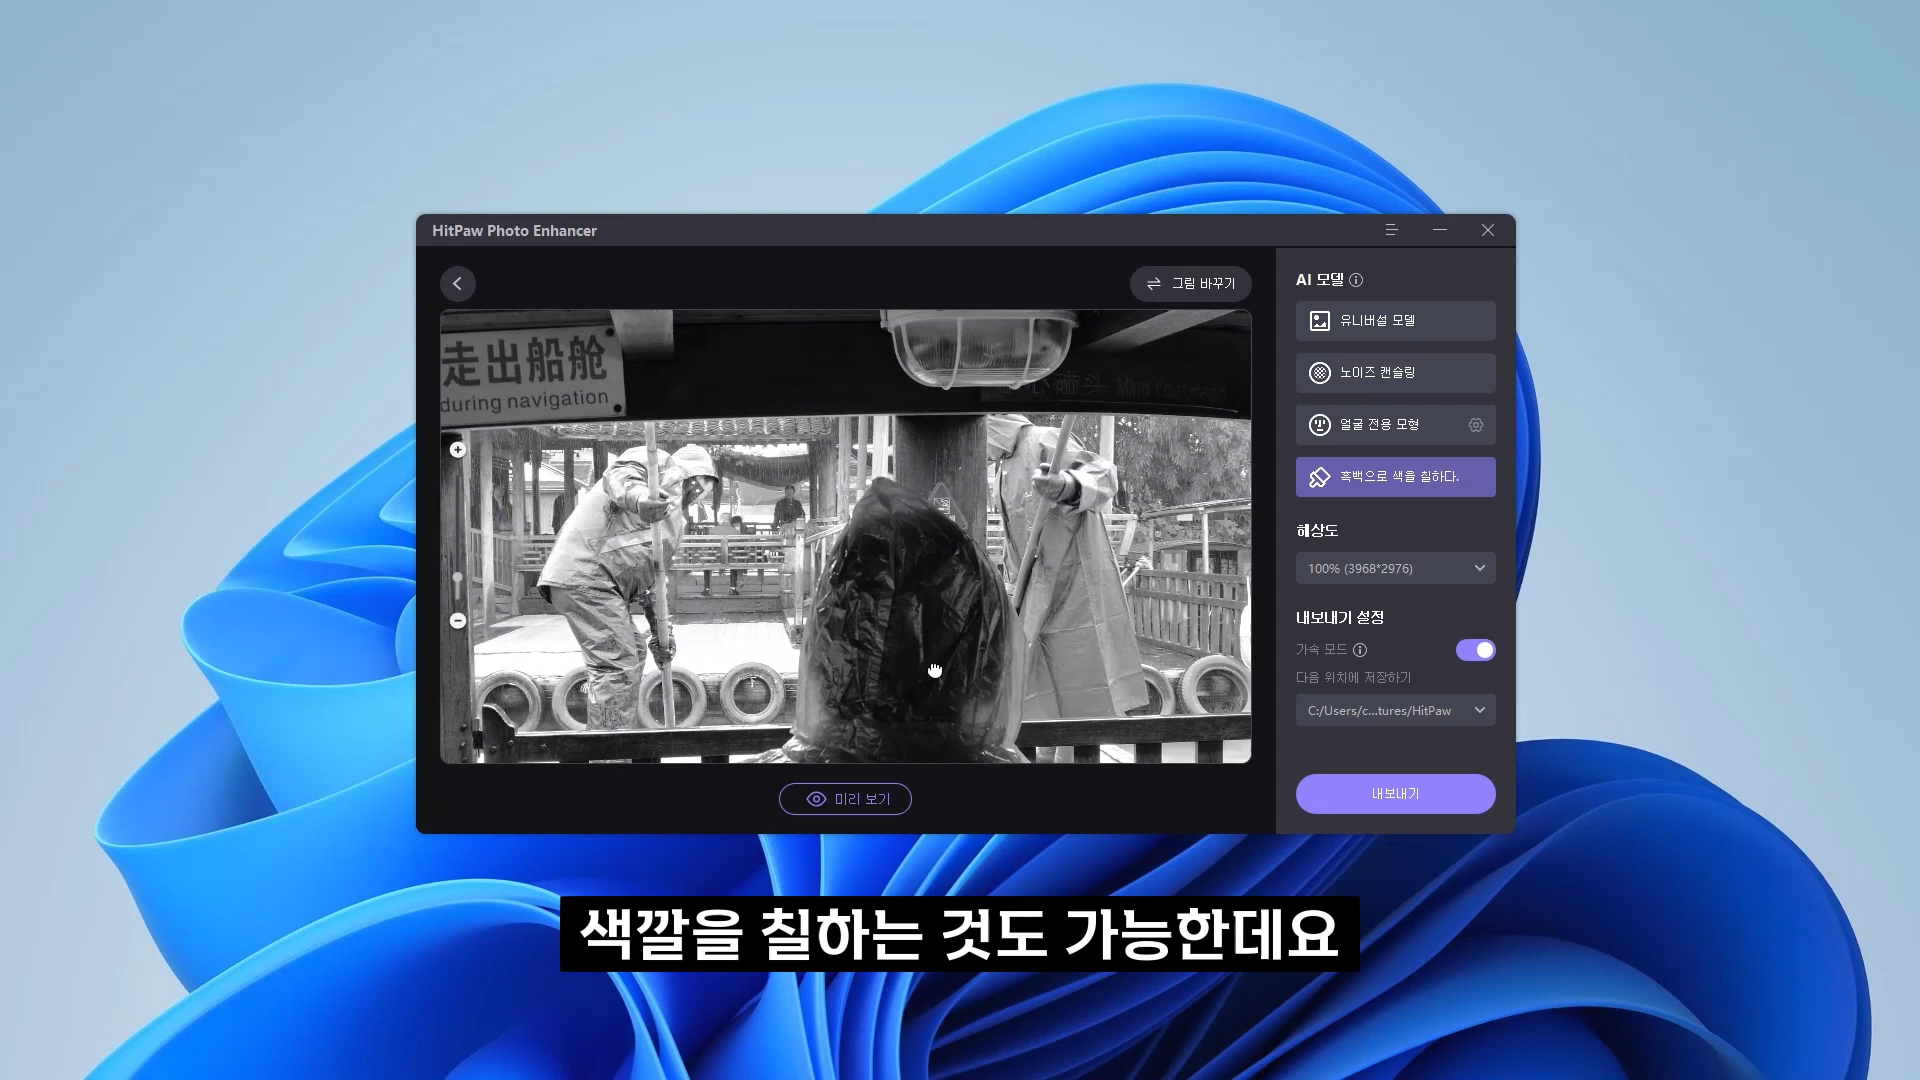 HitPaw Photo Enhancer
그림 바꾸기
走出船舱
during navigation
Mind Your Head
AI 모델
유니버설 모델
노이즈 캔슬링
얼굴 전용 모형
흑백으로 색을 칠하다.
해상도
100% (3968*2976)
내보내기 설정
가속 모드
다음 위치에 저장하기
C:/Users/c...tures/HitPaw
미리 보기
내보내기
색깔을 칠하는 것도 가능한데요